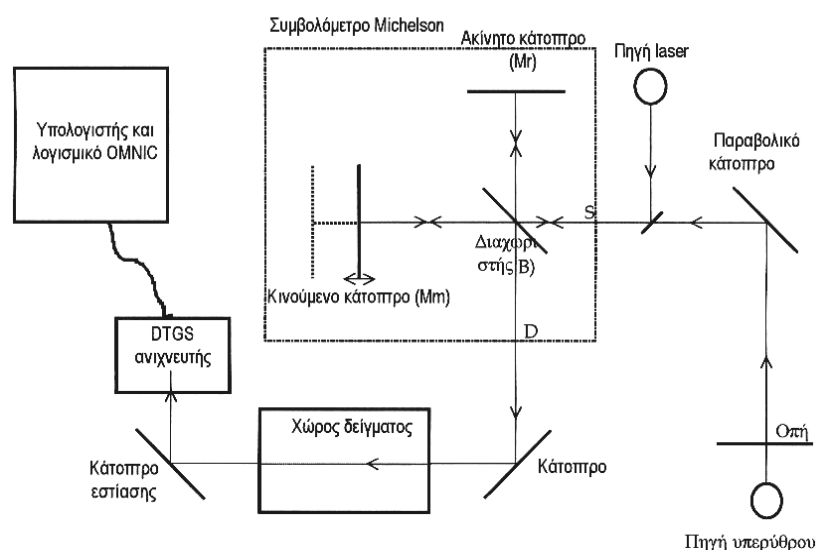 Συμβολόμετρο Michelson
Ακίνητο κάτοπτρο
(Mr)
Πηγή laser
Υπολογιστής και
λογισμικό OMNIC
Παραβολικό
κάτοπτρο
S
Διαχωρι
στής B)
Κινούμενο κάτοπτρο (Mm)
D
DTGS
ανιχνευτής
Χώρος δείγματος
Οπή
Κάτοπτρο
εστίασης
Κάτοπτρο
Πηγή υπερύθρου